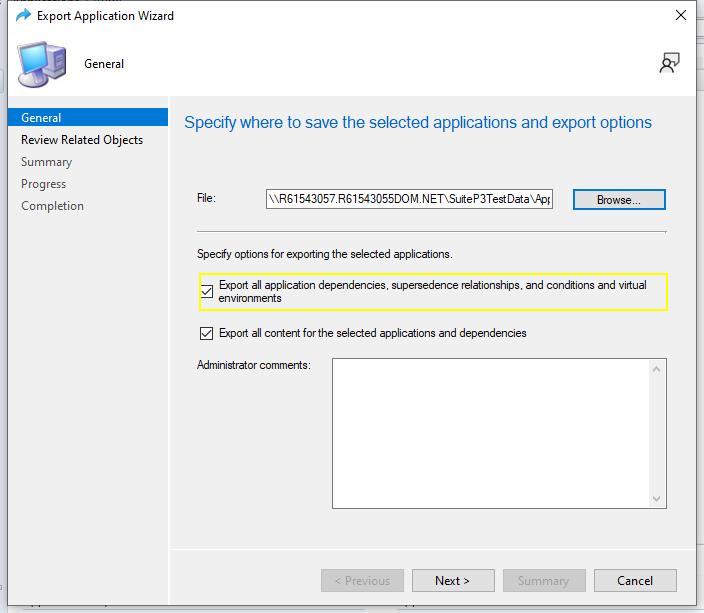 Export Application Wizard
General
General
Review Related Objects
Summary
Progress
Completion
Specify where to save the selected applications and export options
File:
\\R61543057.R61543055DOM.NET\SuiteP3TestData\App
Browse...
Specify options for exporting the selected applications.
Export all application dependencies, supersedence relationships, and conditions and virtual
environments
Export all content for the selected applications and dependencies
Administrator comments:
< Previous
Next >
Summary
Cancel